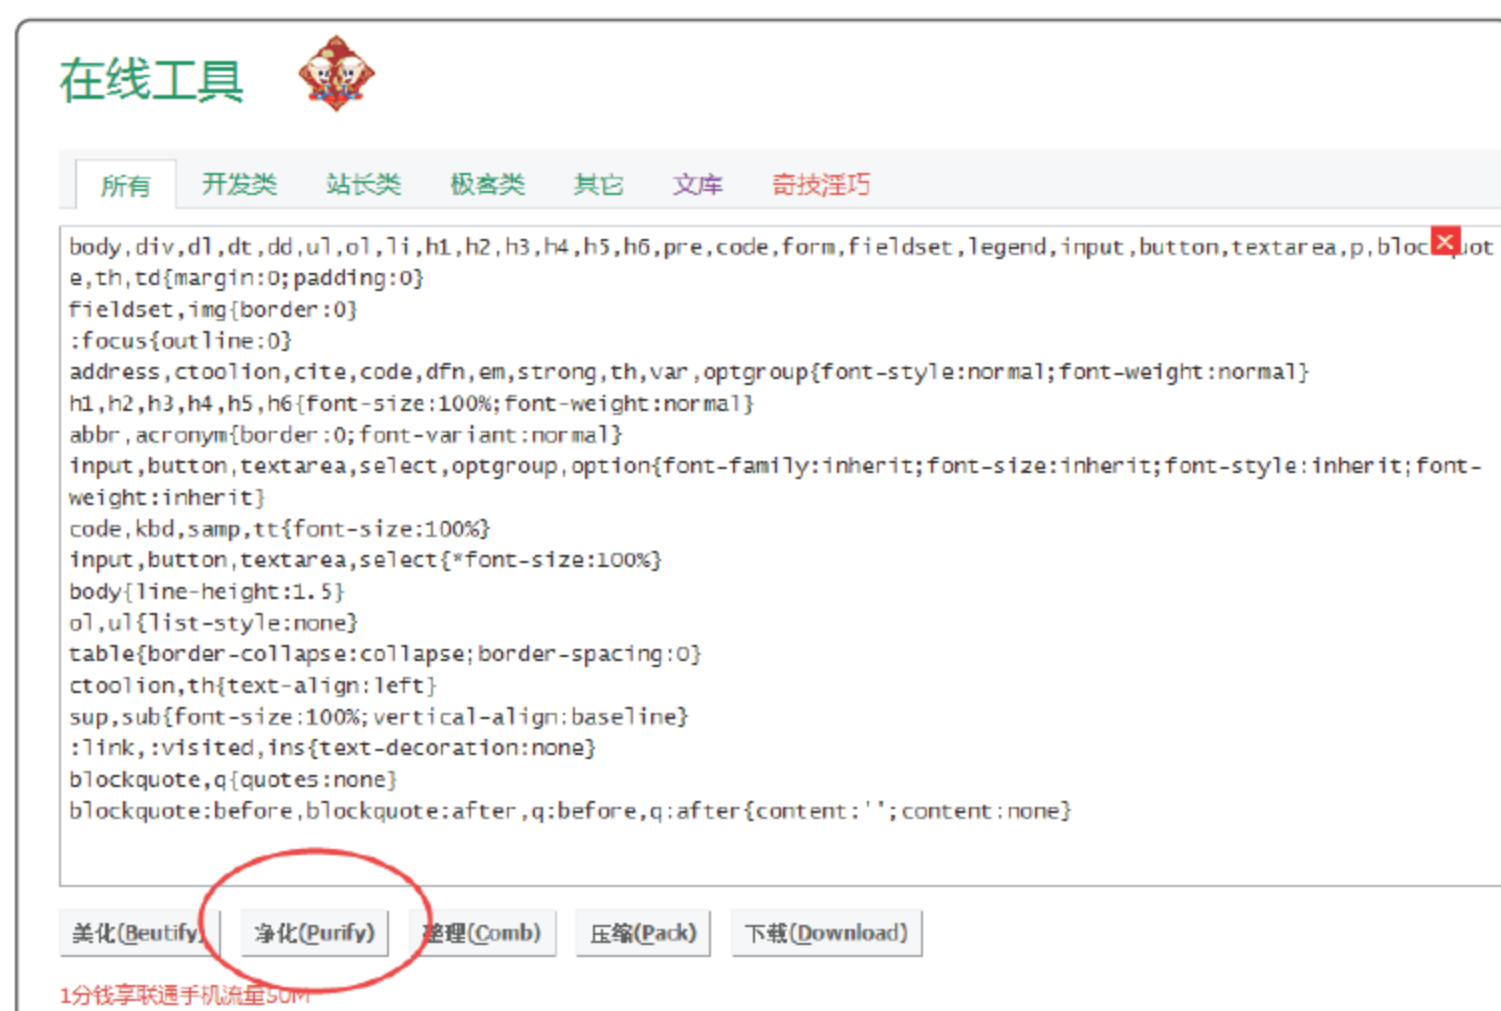 在线工具
所有 开发类 站长类 极客类 其它 文库 奇技淫巧
body,div,dl,dt,dd,ul,ol,li,h1,h2,h3,h4,h5,h6,pre,code,form,fieldset,legend,input,button,textarea,p,blockquot
e,th,td{margin:0;padding:0}
fieldset,img{border:0}
:focus{outline:0}
address,ctoolion,cite,code,dfn,em,strong,th,var,optgroup{font-style:normal;font-weight:normal}
h1,h2,h3,h4,h5,h6{font-size:100%;font-weight:normal}
abbr,acronym{border:0;font-variant:normal}
input,button,textarea,select,optgroup,option{font-family:inherit;font-size:inherit;font-style:inherit;font-
weight:inherit}
code,kbd,samp,tt{font-size:100%}
input,button,textarea,select{*font-size:100%}
body{line-height:1.5}
ol,ul{list-style:none}
table{border-collapse:collapse;border-spacing:0}
ctoolion,th{text-align:left}
sup,sub{font-size:100%;vertical-align:baseline}
:link,:visited,ins{text-decoration:none}
blockquote,q{quotes:none}
blockquote:before,blockquote:after,q:before,q:after{content:'';content:none}
美化(Beutify) 净化(Purify) 整理(Comb) 压缩(Pack) 下载(Download)
1分钱享联通手机流量50M